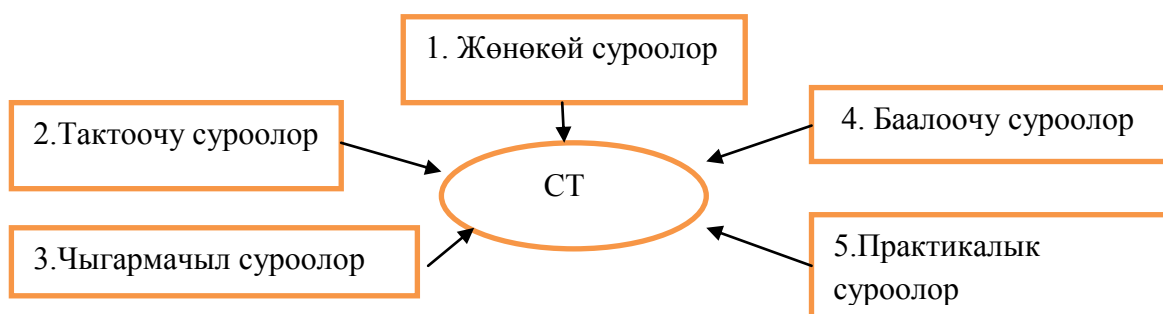 1. Жөнөкөй суроолор
2.Тактоочу суроолор
4. Баалоочу суроолор
СТ
3.Чыгармачыл суроолор
5.Практикалык
суроолор